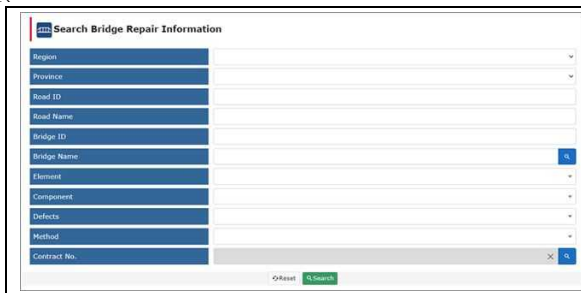 Search Bridge Repair Information
Region
Province
Road ID
Road Name
Bridge ID
Bridge Name
Element
Component
Defects
Method
Contract No.
Reset Search